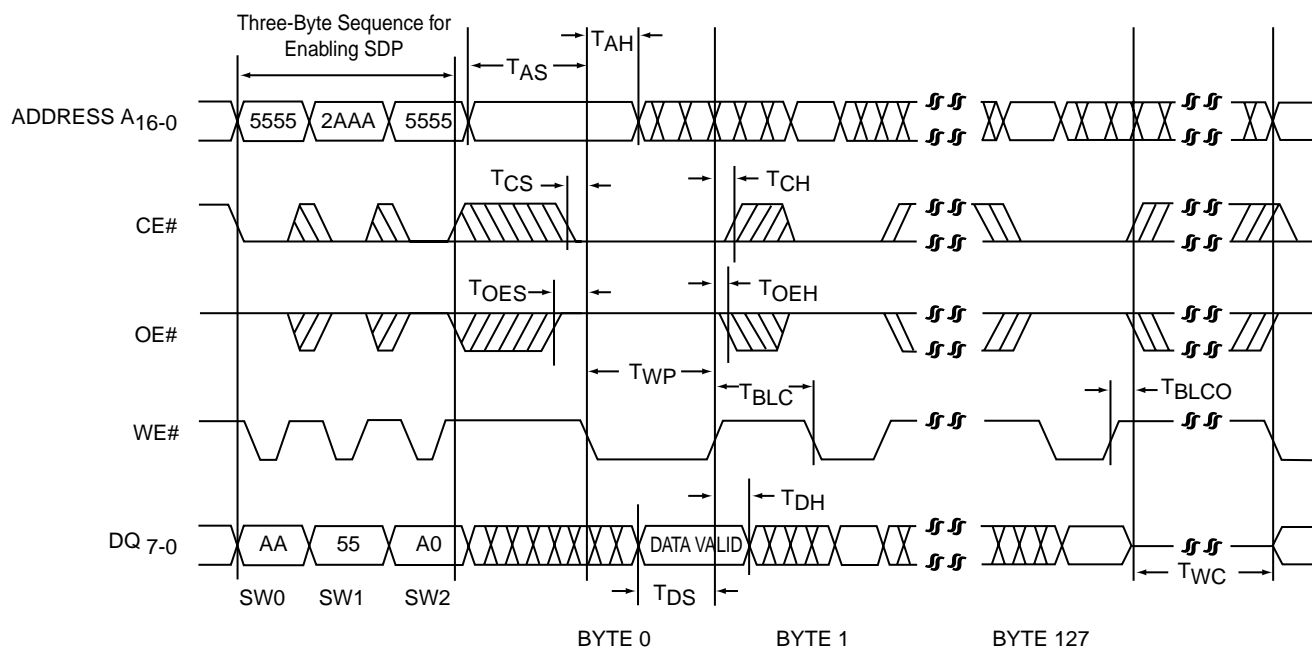 Three-Byte Sequence for
Enabling SDP
TAH
TAS
ADDRESS A16-0
5555 2AAA 5555
TCS
TCH
CE#
TOES
TOEH
OE#
TWP
TBLC
TBLCO
WE#
TDH
DQ 7-0
AA 55 A0
DATA VALID
TWC
SW0 SW1 SW2
TDS
BYTE 0 BYTE 1 BYTE 127